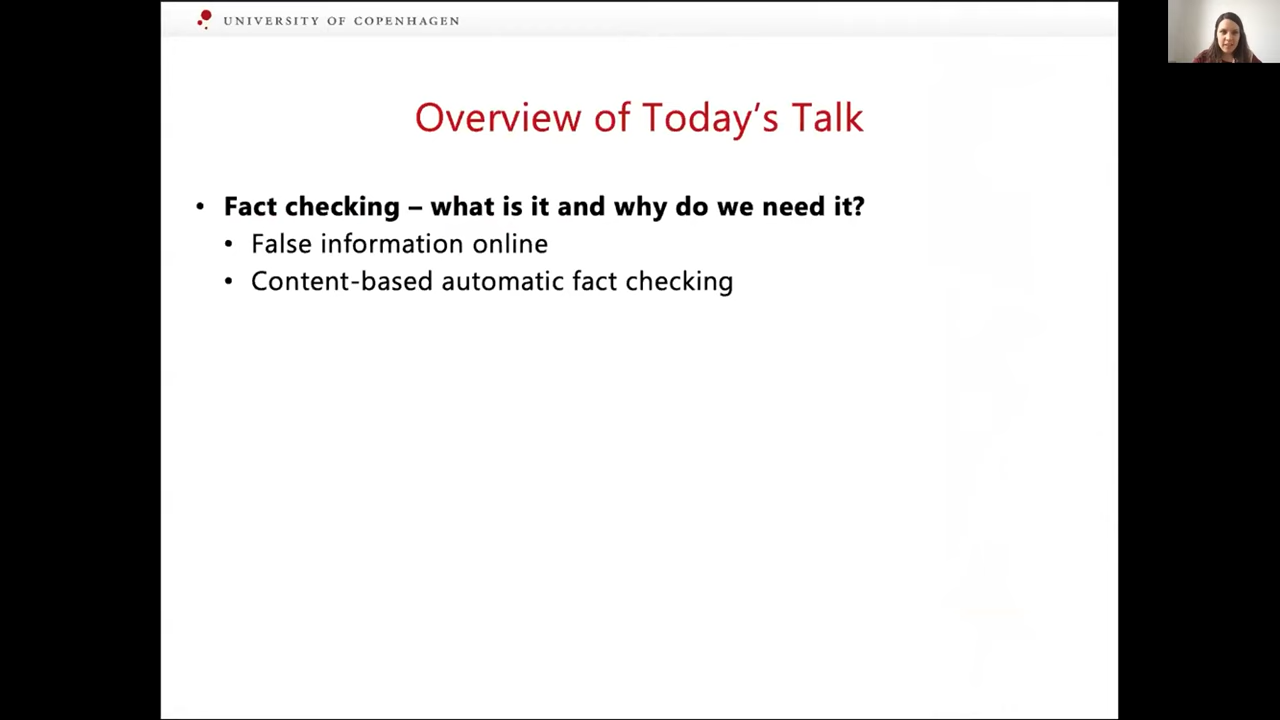 UNIVERSITY OF COPENHAGEN
Overview of Today's Talk
• Fact checking – what is it and why do we need it?
• False information online
• Content-based automatic fact checking